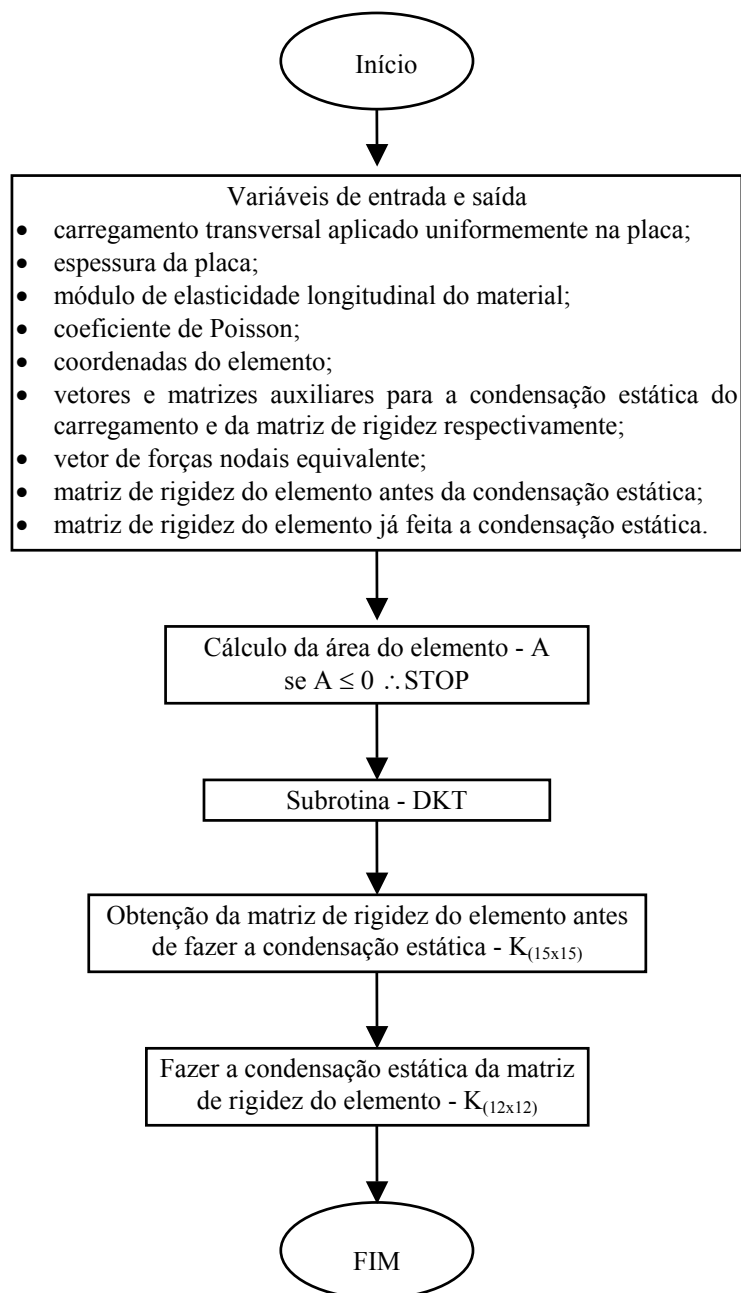 Início
Variáveis de entrada e saída
• carregamento transversal aplicado uniformemente na placa;
• espessura da placa;
• módulo de elasticidade longitudinal do material;
• coeficiente de Poisson;
• coordenadas do elemento;
• vetores e matrizes auxiliares para a condensação estática do
carregamento e da matriz de rigidez respectivamente;
• vetor de forças nodais equivalente;
• matriz de rigidez do elemento antes da condensação estática;
• matriz de rigidez do elemento já feita a condensação estática.
Cálculo da área do elemento - A
se A ≤ 0 ∴STOP
Subrotina - DKT
Obtenção da matriz de rigidez do elemento antes
de fazer a condensação estática - K(15x15)
Fazer a condensação estática da matriz
de rigidez do elemento - K(12x12)
FIM